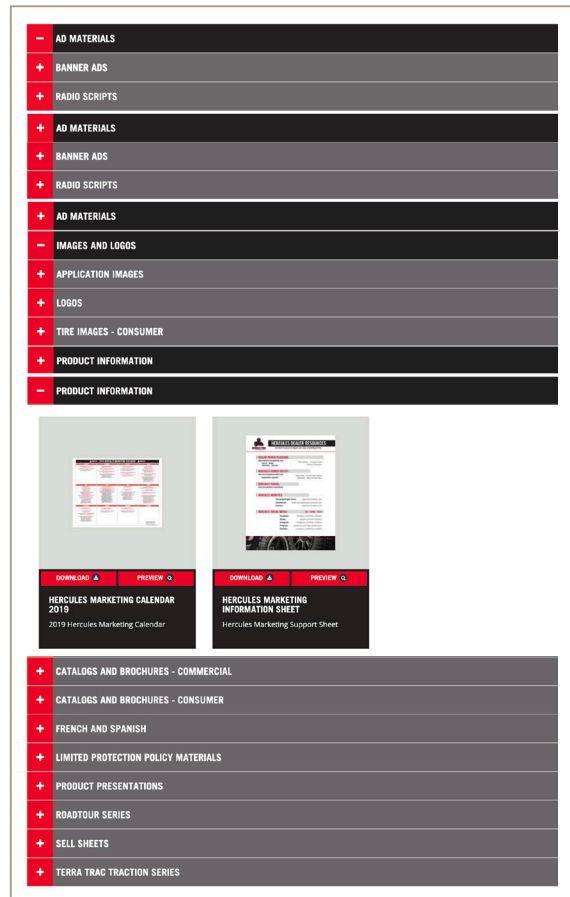 AD MATERIALS
BANNER ADS
RADIO SCRIPTS
AD MATERIALS
BANNER ADS
RADIO SCRIPTS
AD MATERIALS
IMAGES AND LOGOS
APPLICATION IMAGES
LOGOS
TIRE IMAGES - CONSUMER
PRODUCT INFORMATION
PRODUCT INFORMATION
HERCULES DEALER RESOURCES
DOWNLOAD PREVIEW
HERCULES MARKETING CALENDAR
2019
2019 Hercules Marketing Calendar
DOWNLOAD PREVIEW
HERCULES MARKETING
INFORMATION SHEET
Hercules Marketing Support Sheet
CATALOGS AND BROCHURES - COMMERCIAL
CATALOGS AND BROCHURES - CONSUMER
FRENCH AND SPANISH
LIMITED PROTECTION POLICY MATERIALS
PRODUCT PRESENTATIONS
ROADTOUR SERIES
SELL SHEETS
TERRA TRAC TRACTION SERIES